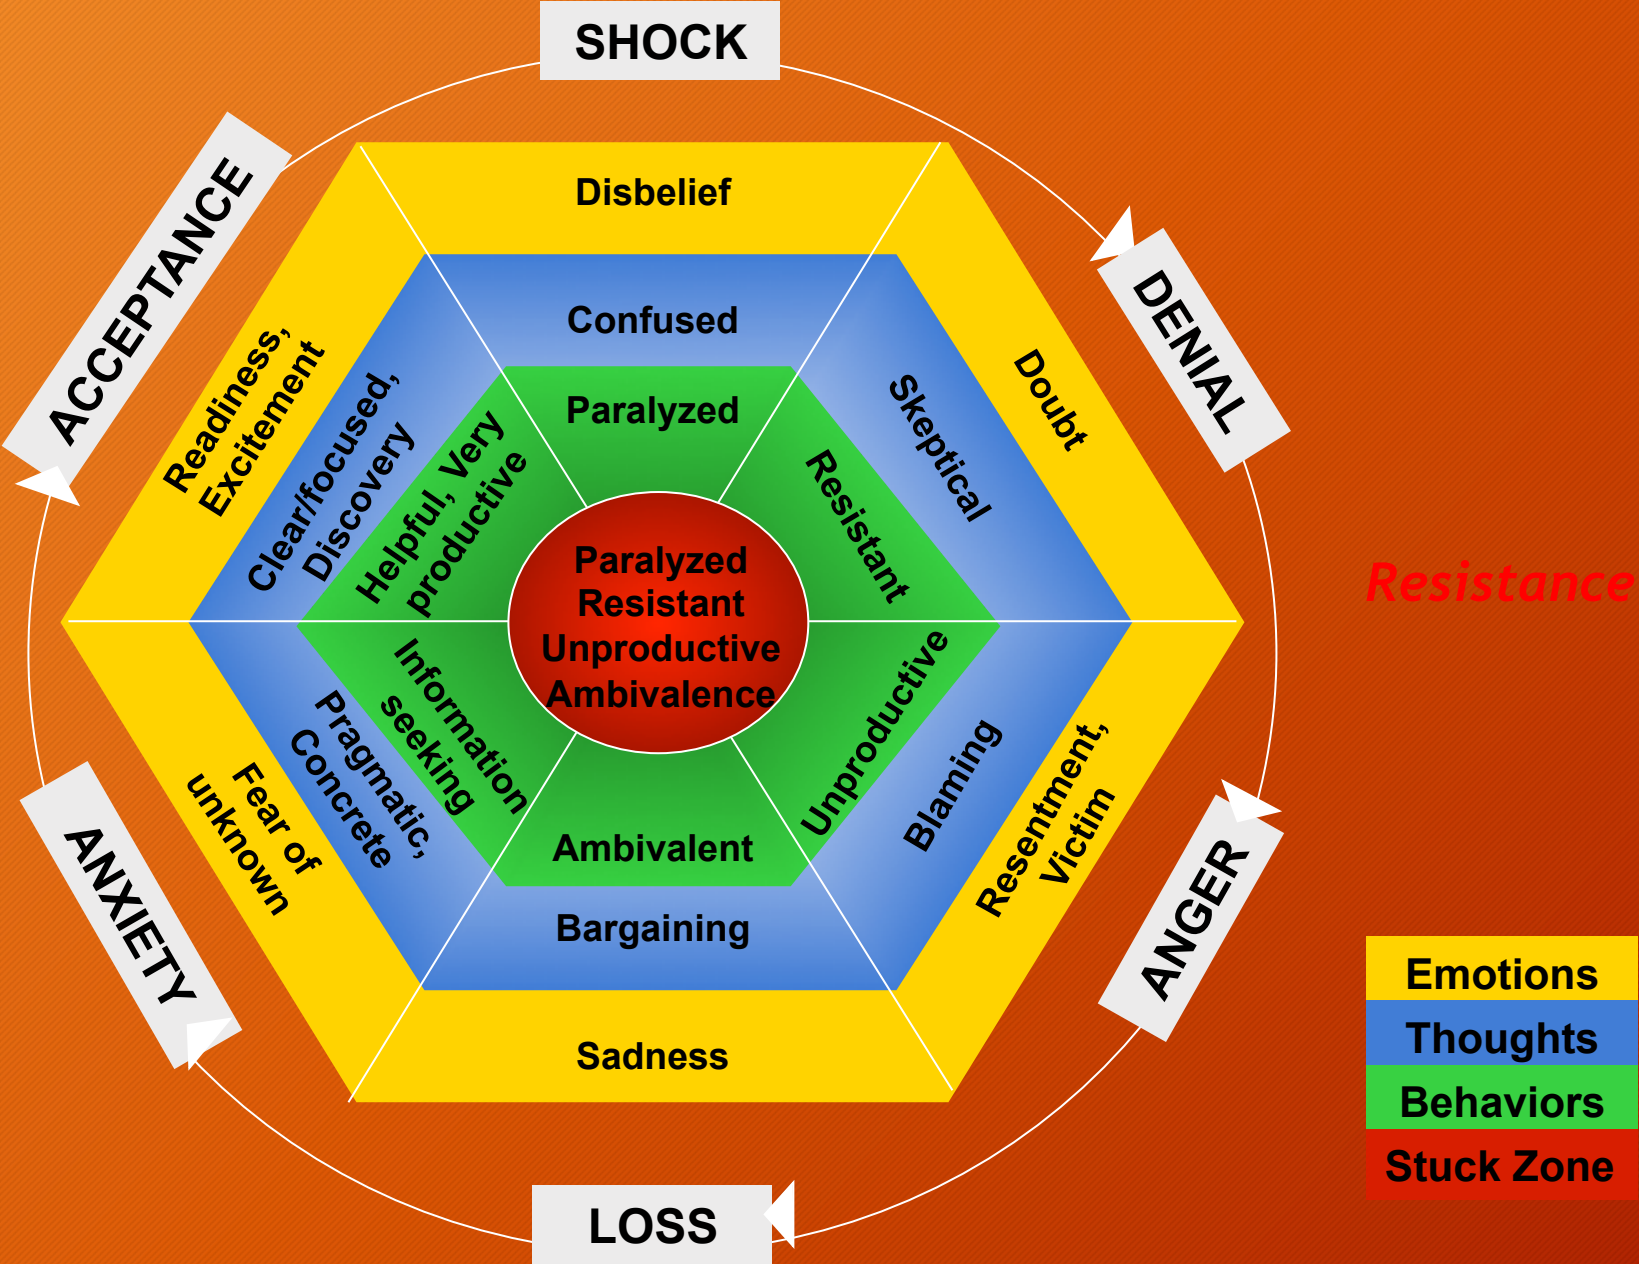 SHOCK
DENIAL
ANGER
LOSS
ANXIETY
ACCEPTANCE
Disbelief
Confused
Paralyzed
Doubt
Skeptical
Resistant
Resentment,
Victim
Blaming
Unproductive
Sadness
Bargaining
Ambivalent
Fear of
unknown
Pragmatic,
Concrete
Information
seeking
Readiness,
Excitement
Clear/focused,
Discovery
Helpful, Very
productive
Paralyzed
Resistant
Unproductive
Ambivalence
Resistance
Emotions
Thoughts
Behaviors
Stuck Zone